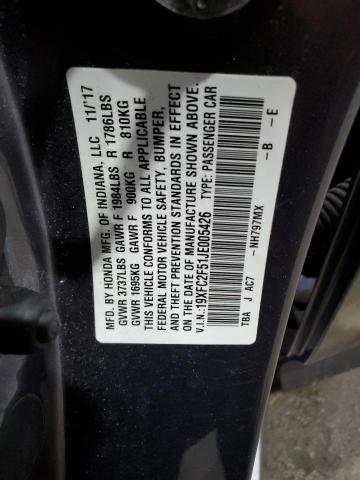 MFD. BY HONDA MFG. OF INDIANA, LLC 11/'17
GVWR 3737LBS GAWR F 1984LBS R 1786LBS
GVWR 1695KG GAWR F 900KG R 810KG
THIS VEHICLE CONFORMS TO ALL APPLICABLE
FEDERAL MOTOR VEHICLE SAFETY, BUMPER,
AND THEFT PREVENTION STANDARDS IN EFFECT
ON THE DATE OF MANUFACTURE SHOWN ABOVE.
V.I.N.:19XFC2F51JE005426 TYPE: PASSENGER CAR
TBA J AC7 -NH797MX -B -E